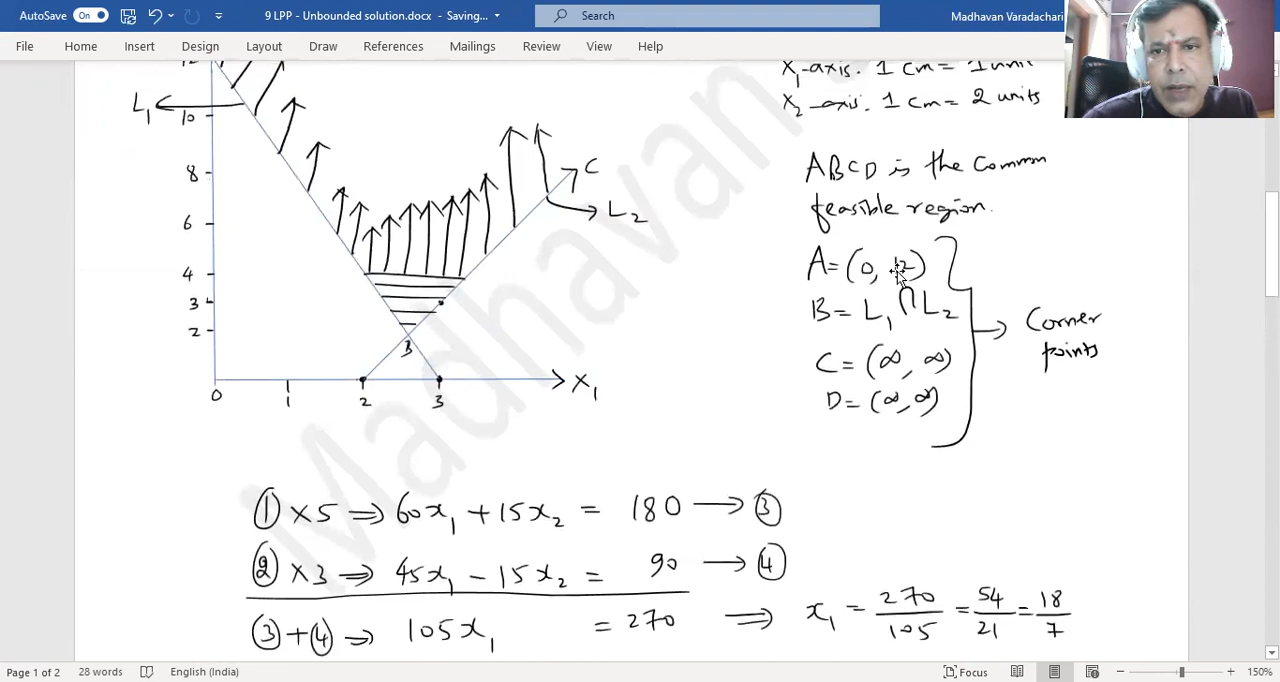 AutoSave On 9 LPP - Unbounded solution.docx - Saving... Search Madhavan Varadachari
File Home Insert Design Layout Draw References Mailings Review View Help
12
X₁-axis. 1 cm = 1 unit
X₂-axis. 1 cm = 2 units
L₁
10
8
6
4
3
2
C
L₂
B
0 1 2 3 X₁
Madhavan
ABCD is the Common
feasible region.
A = (0, 12)
B = L₁ ∩ L₂
C = (∞, ∞)
D = (∞, ∞)
Corner
points
① × 5 ⇒ 60x₁ + 15x₂ = 180 → ③
② × 3 ⇒ 45x₁ - 15x₂ = 90 → ④
③ + ④ ⇒ 105x₁ = 270 ⇒ x₁ = 270/105 = 54/21 = 18/7
Page 1 of 2 28 words English (India) Focus 150%